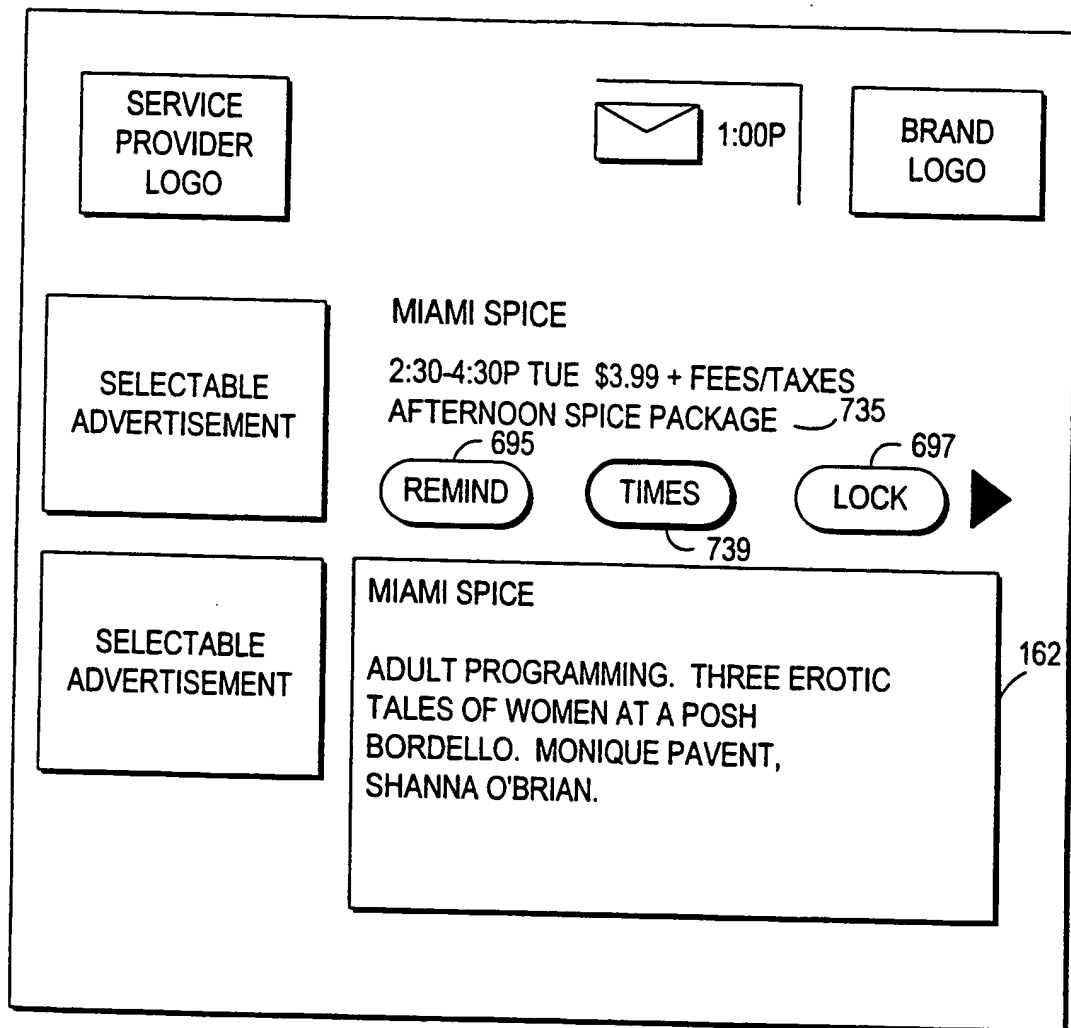 SERVICE
PROVIDER
LOGO
1:00P
BRAND
LOGO
SELECTABLE
ADVERTISEMENT
MIAMI SPICE
2:30-4:30P TUE $3.99 + FEES/TAXES
AFTERNOON SPICE PACKAGE 735
695
697
REMIND
TIMES
LOCK
739
SELECTABLE
ADVERTISEMENT
MIAMI SPICE
ADULT PROGRAMMING. THREE EROTIC
TALES OF WOMEN AT A POSH
BORDELLO. MONIQUE PAVENT,
SHANNA O'BRIAN.
162